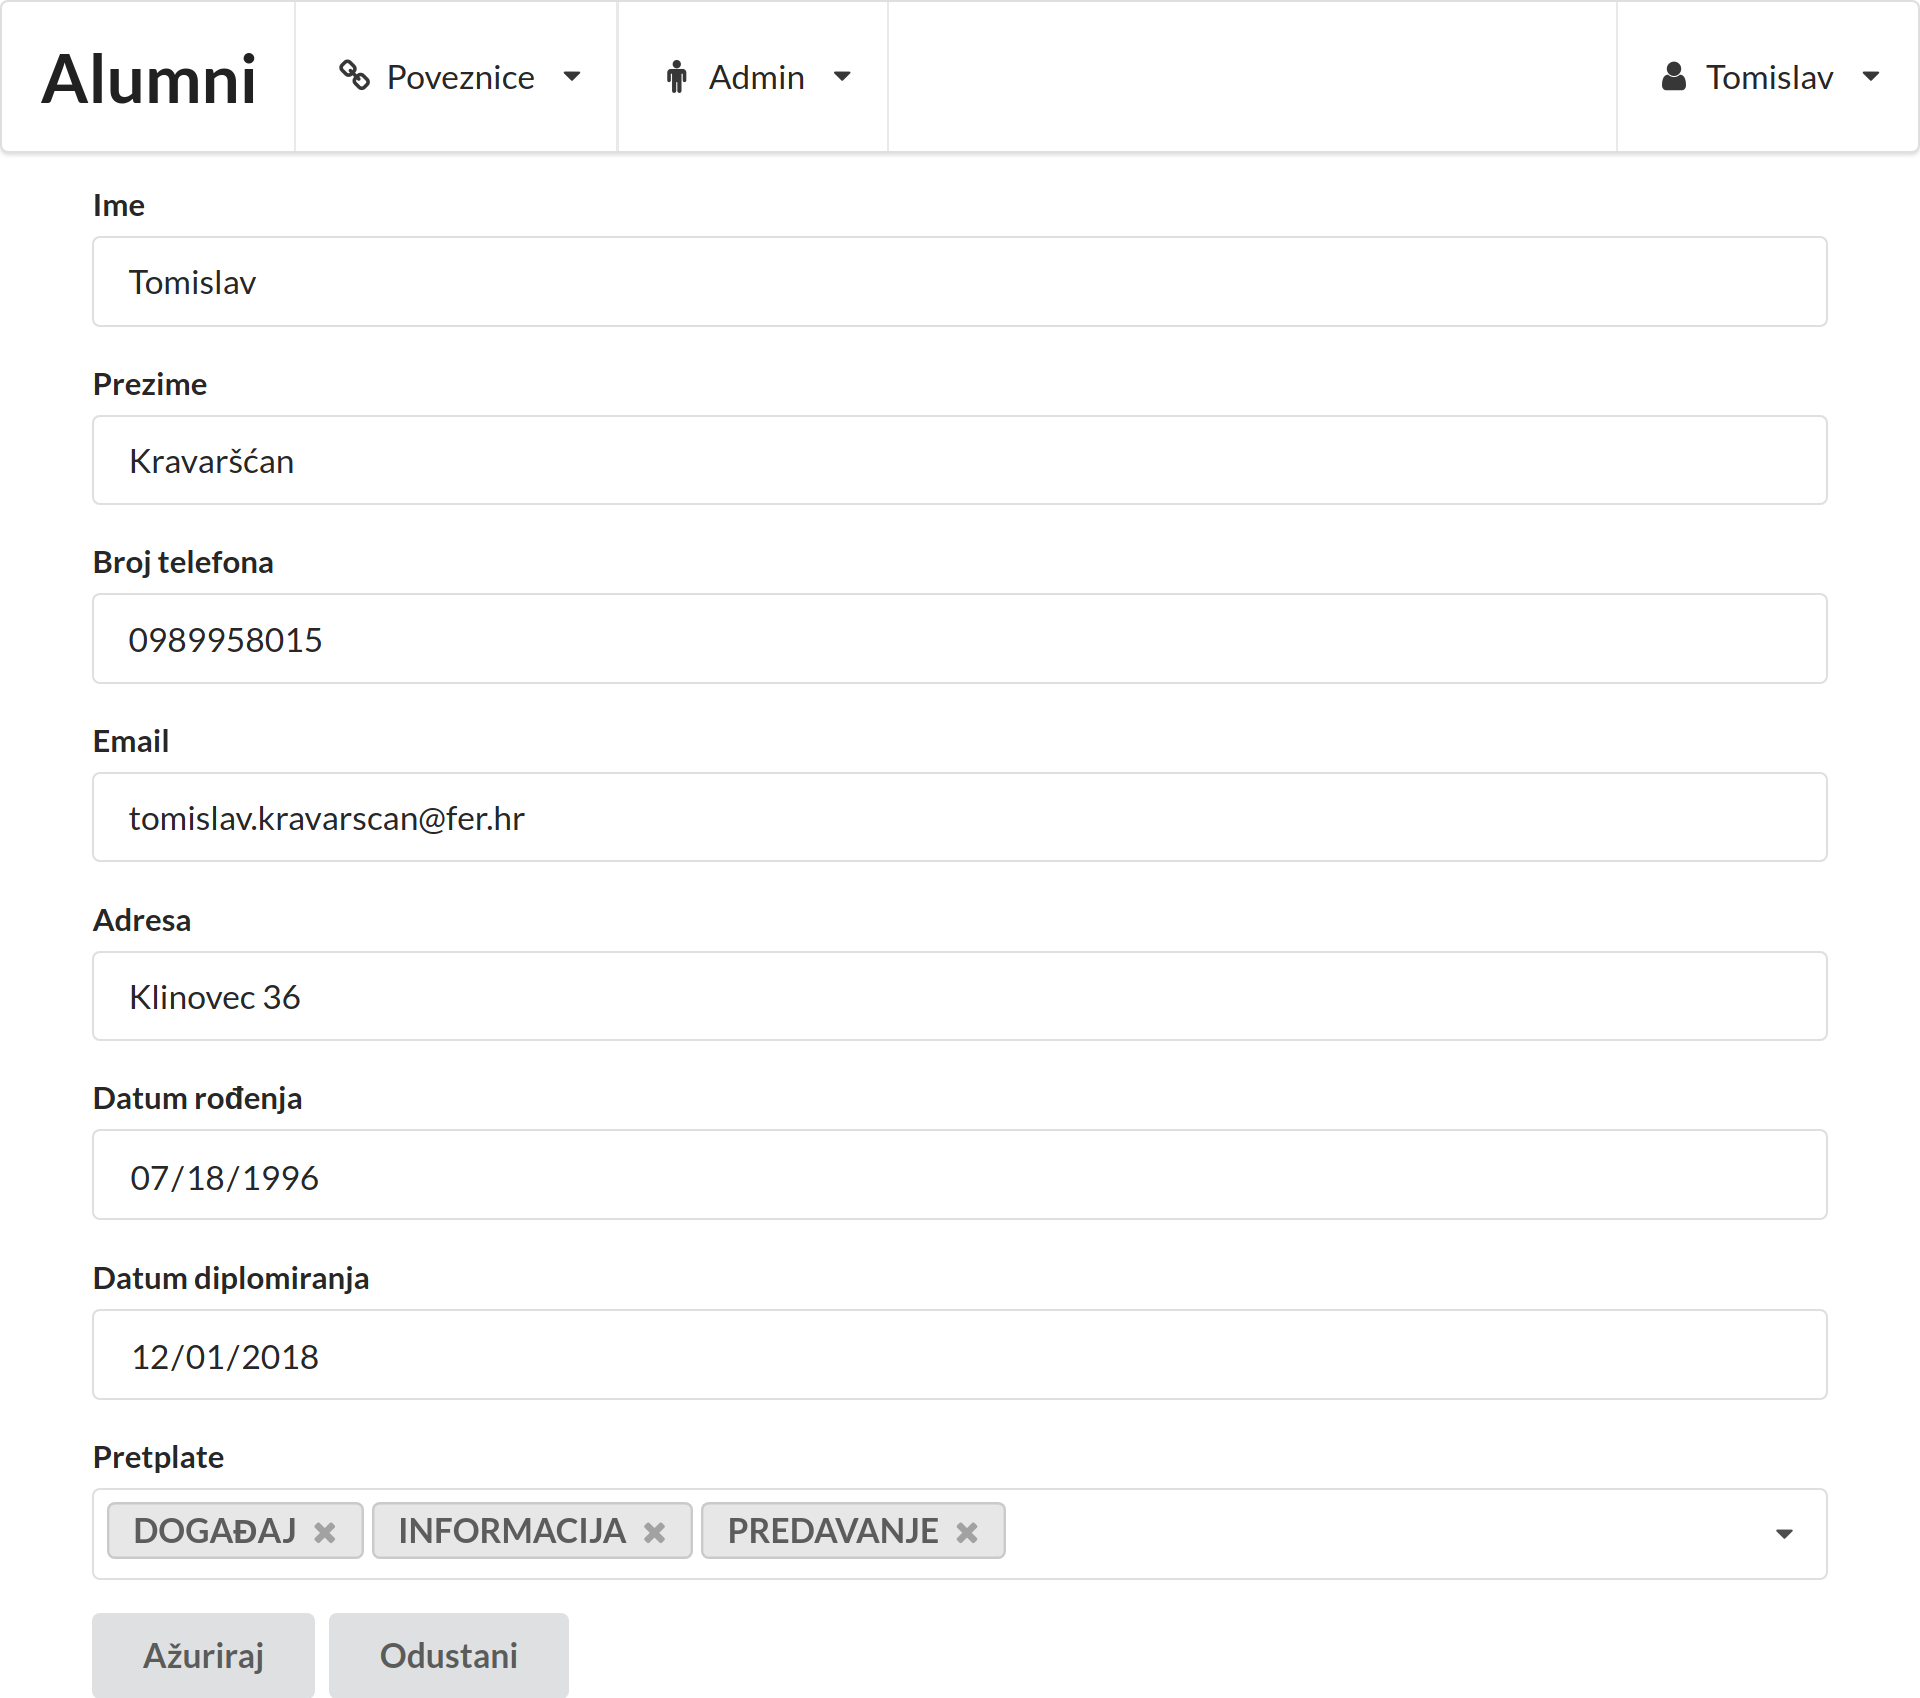 Alumni Poveznice Admin Tomislav
Ime
Tomislav
Prezime
Kravaršćan
Broj telefona
0989958015
Email
tomislav.kravarscan@fer.hr
Adresa
Klinovec 36
Datum rođenja
07/18/1996
Datum diplomiranja
12/01/2018
Pretplate
DOGAĐAJ INFORMACIJA PREDAVANJE
Ažuriraj Odustani